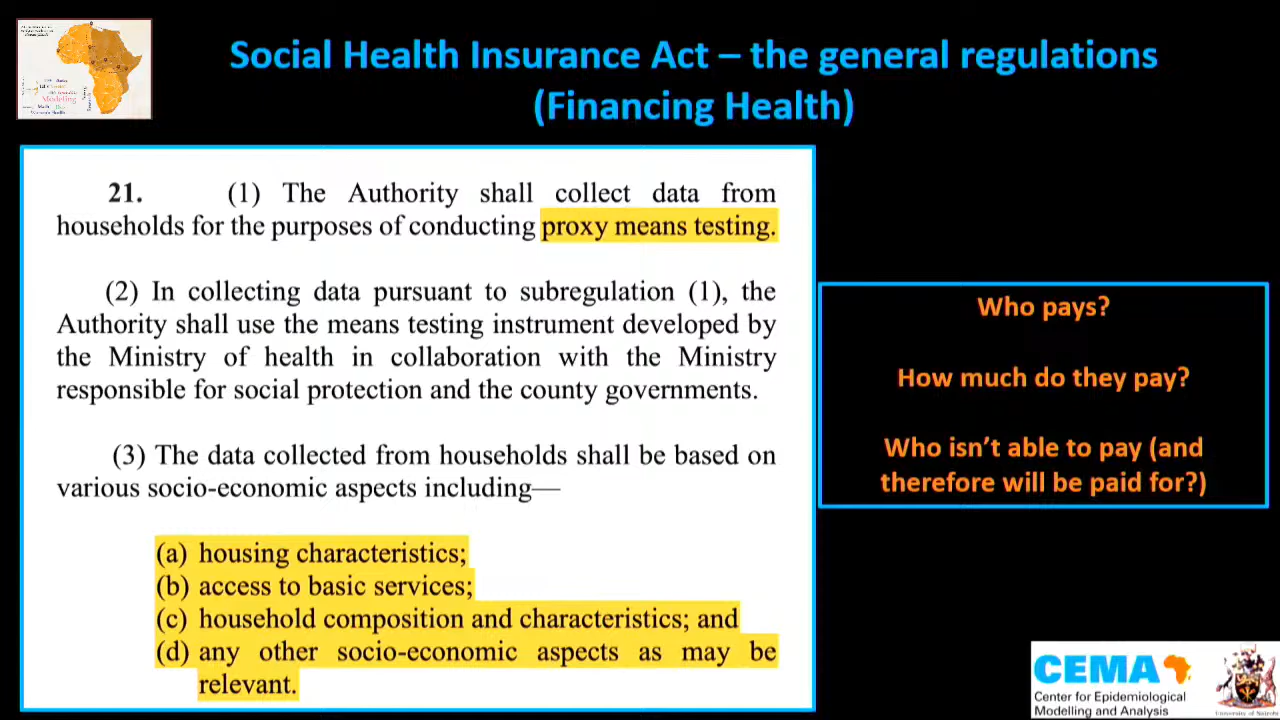 Social Health Insurance Act – the general regulations
(Financing Health)
21. (1) The Authority shall collect data from
households for the purposes of conducting proxy means testing.
(2) In collecting data pursuant to subregulation (1), the
Authority shall use the means testing instrument developed by
the Ministry of health in collaboration with the Ministry
responsible for social protection and the county governments.
(3) The data collected from households shall be based on
various socio-economic aspects including—
(a) housing characteristics;
(b) access to basic services;
(c) household composition and characteristics; and
(d) any other socio-economic aspects as may be
relevant.
Who pays?
How much do they pay?
Who isn't able to pay (and
therefore will be paid for?)
CEMA
Center for Epidemiological
Modelling and Analysis
University of Nairobi
Modelling
Women's Health